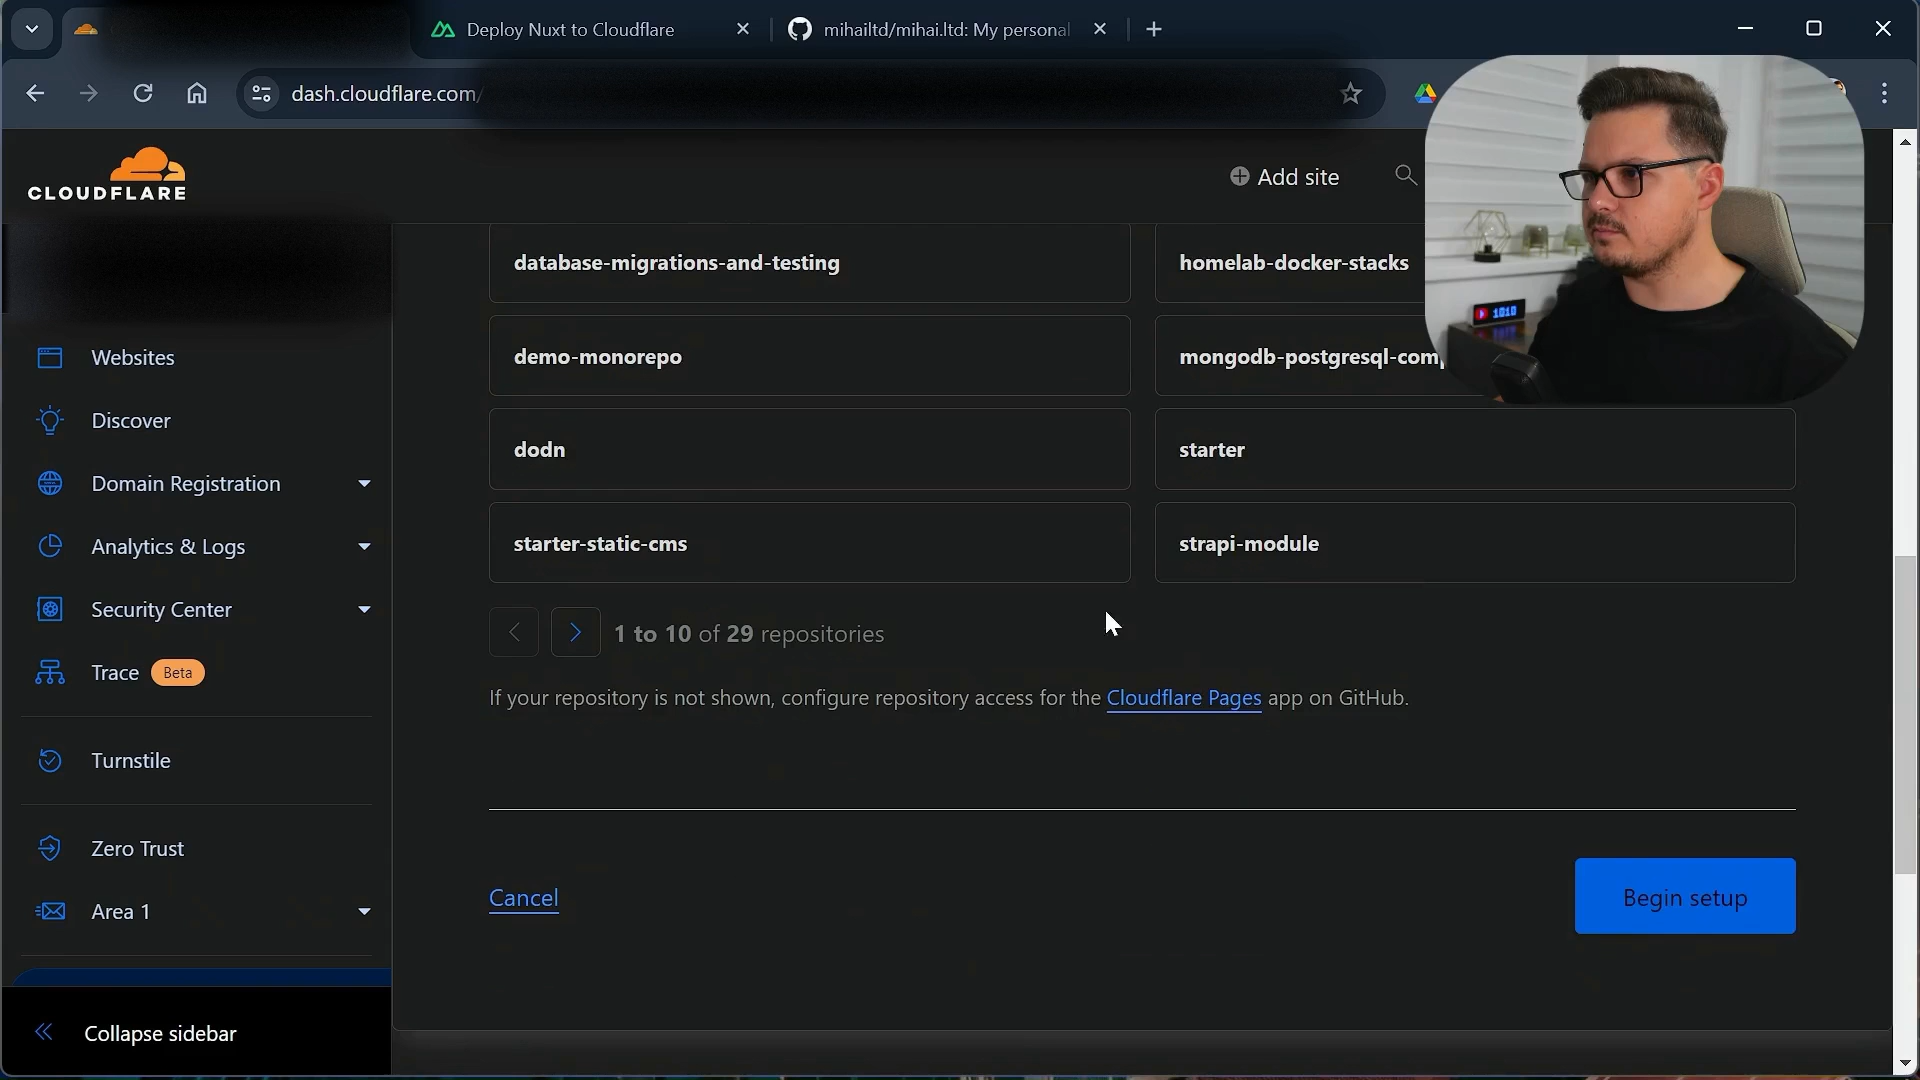 Deploy Nuxt to Cloudflare
mihailtd/mihai.ltd: My personal
dash.cloudflare.com/
CLOUDFLARE
Add site
database-migrations-and-testing
homelab-docker-stacks
Websites
demo-monorepo
mongodb-postgresql-com
Discover
dodn
starter
Domain Registration
Analytics & Logs
starter-static-cms
strapi-module
Security Center
1 to 10 of 29 repositories
Trace Beta
If your repository is not shown, configure repository access for the Cloudflare Pages app on GitHub.
Turnstile
Zero Trust
Cancel
Begin setup
Area 1
Collapse sidebar
1010